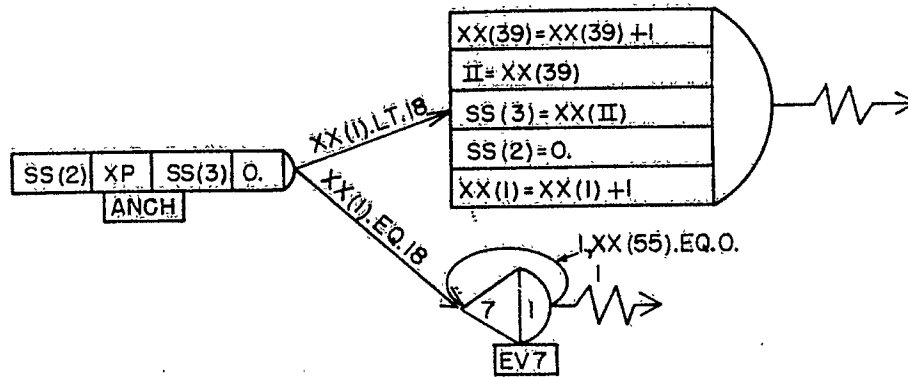 XX(39)=XX(39)+1
II=XX(39)
SS(3)=XX(II)
SS(2)=0.
XX(1)=XX(1)+1
XX(1).LT.18
SS(2) XP SS(3) 0.
ANCH
XX(1).EQ.18
1,XX(55).EQ.0.
7 1 1
EV7